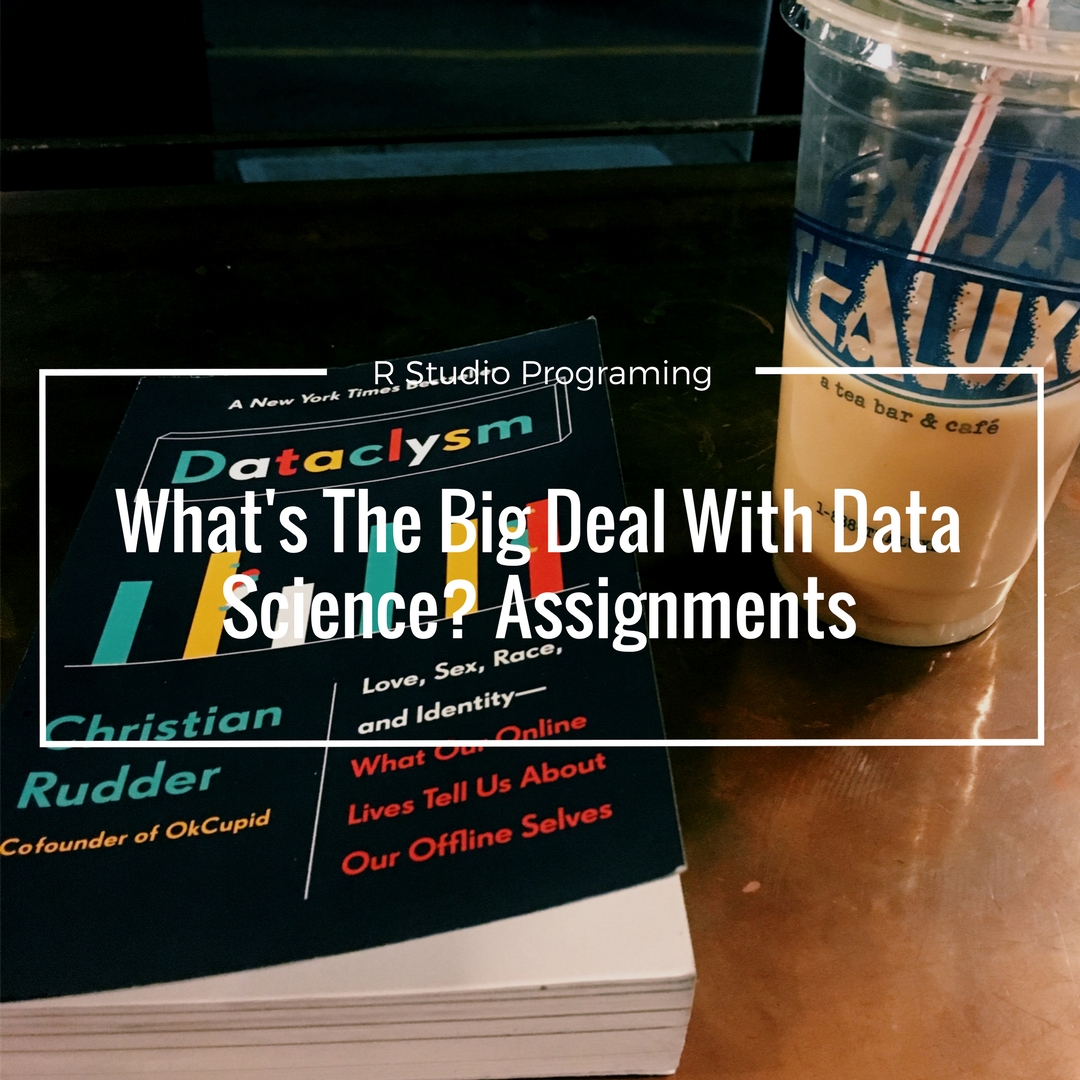 R Studio Programing
What's The Big Deal With Data
Science? Assignments
A New York Times
Dataclysm
Christian
Rudder
Cofounder of OkCupid
Love, Sex, Race,
and Identity—
What Our Online
Lives Tell Us About
Our Offline Selves
TEALUX
a tea bar & café